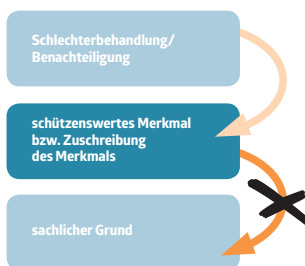 Schlechterbehandlung/
Benachteiligung
schützenswertes Merkmal
bzw. Zuschreibung
des Merkmals
sachlicher Grund